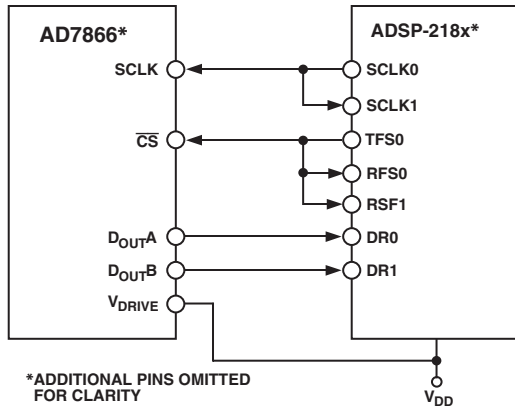 AD7866*
SCLK
CS
DOUTA
DOUTB
VDRIVE
ADSP-218x*
SCLK0
SCLK1
TFS0
RFS0
RSF1
DR0
DR1
VDD
*ADDITIONAL PINS OMITTED
FOR CLARITY